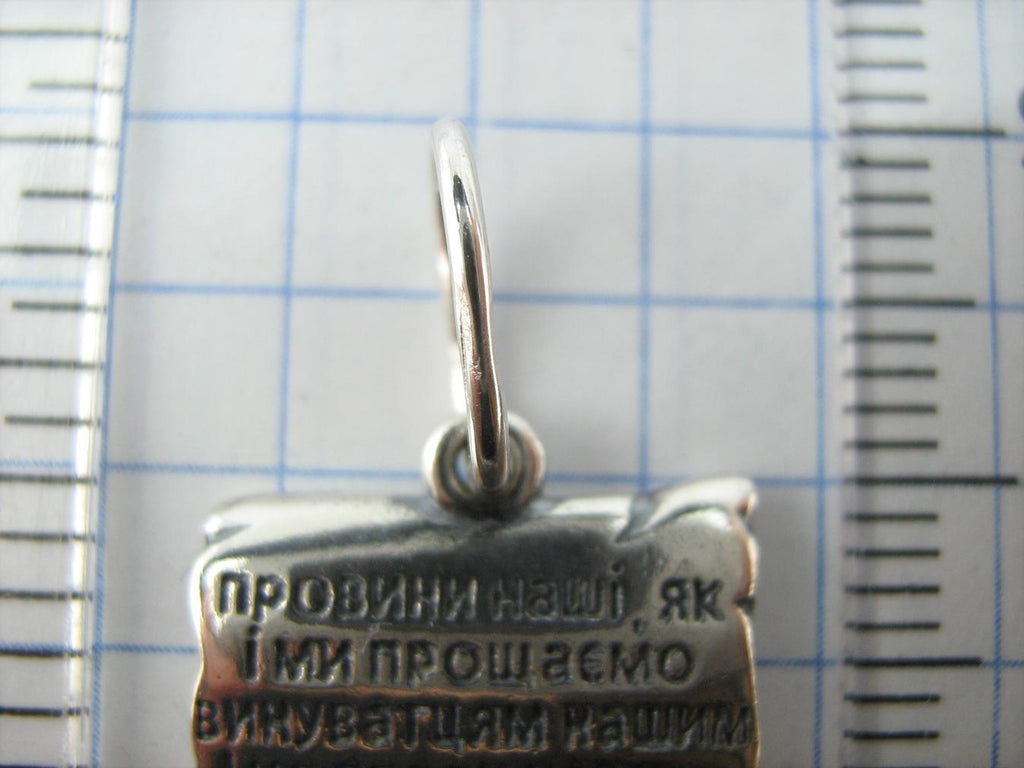 провини наші, як
і ми прощаємо
винуватцям нашим